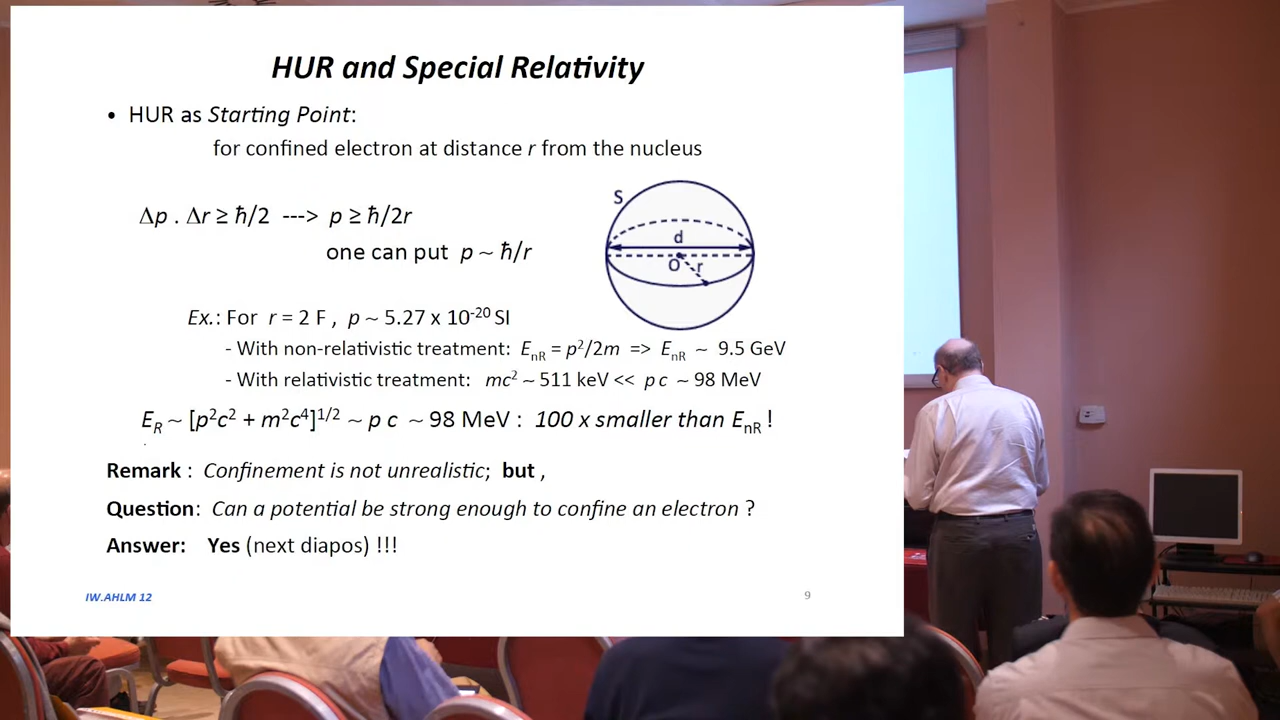 HUR and Special Relativity
• HUR as Starting Point:
for confined electron at distance r from the nucleus
Δp . Δr ≥ ħ/2 ---> p ≥ ħ/2r
one can put p ~ ħ/r
S
d
O
r
Ex.: For r = 2 F , p ~ 5.27 x 10⁻²⁰ SI
- With non-relativistic treatment: EnR = p²/2m => EnR ~ 9.5 GeV
- With relativistic treatment: mc² ~ 511 keV << p c ~ 98 MeV
ER ~ [p²c² + m²c⁴]¹/² ~ p c ~ 98 MeV : 100 x smaller than EnR !
Remark : Confinement is not unrealistic; but ,
Question: Can a potential be strong enough to confine an electron ?
Answer: Yes (next diapos) !!!
IW.AHLM 12
9